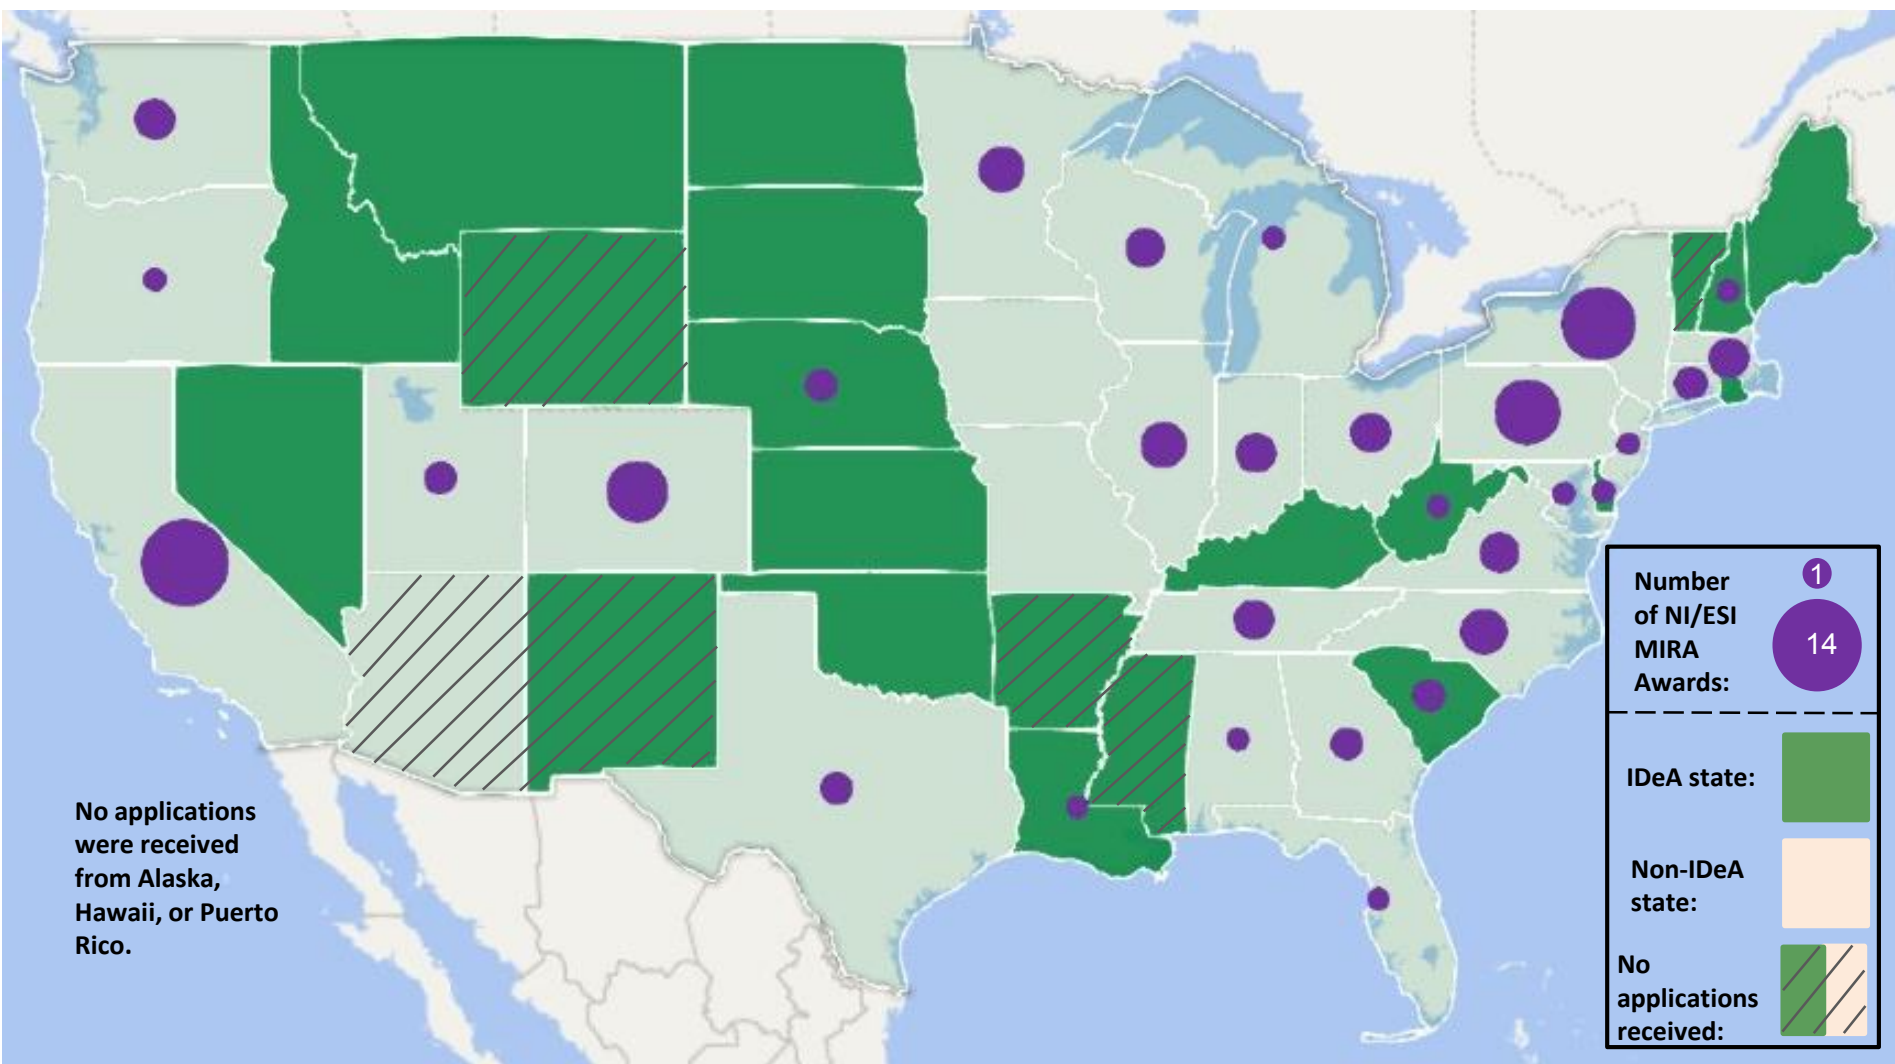 No applications
were received
from Alaska,
Hawaii, or Puerto
Rico.
Number
of NI/ESI
MIRA
Awards:
1
14
IDeA state:
Non-IDeA
state:
No
applications
received: